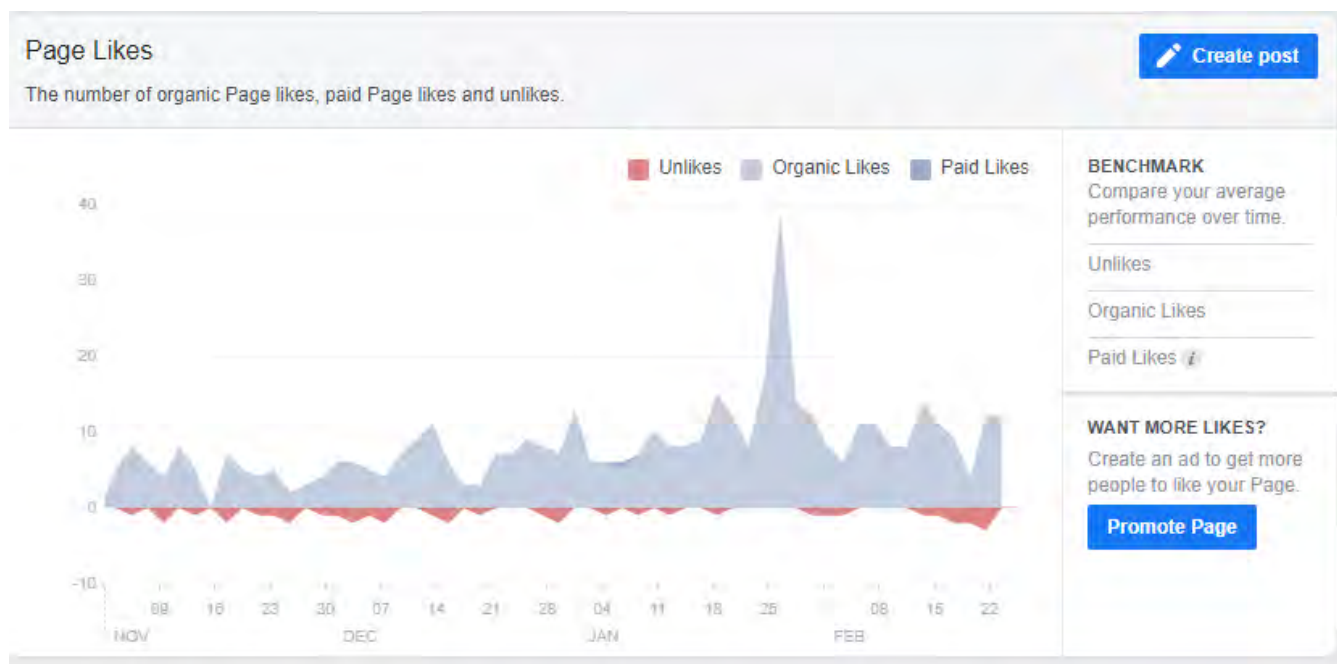 Page Likes
Create post
The number of organic Page likes, paid Page likes and unlikes.
Unlikes Organic Likes Paid Likes
BENCHMARK
Compare your average
performance over time.
Unlikes
Organic Likes
Paid Likes i
WANT MORE LIKES?
Create an ad to get more
people to like your Page.
Promote Page
40
30
20
10
0
-10
09 16 23 30 07 14 21 28 04 11 18 25 08 15 22
NOV DEC JAN FEB